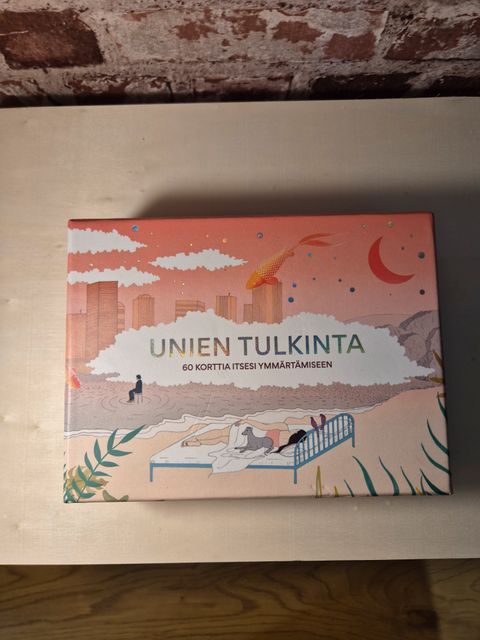 UNIEN TULKINTA
60 KORTTIA ITSESI YMMÄRTÄMISEEN